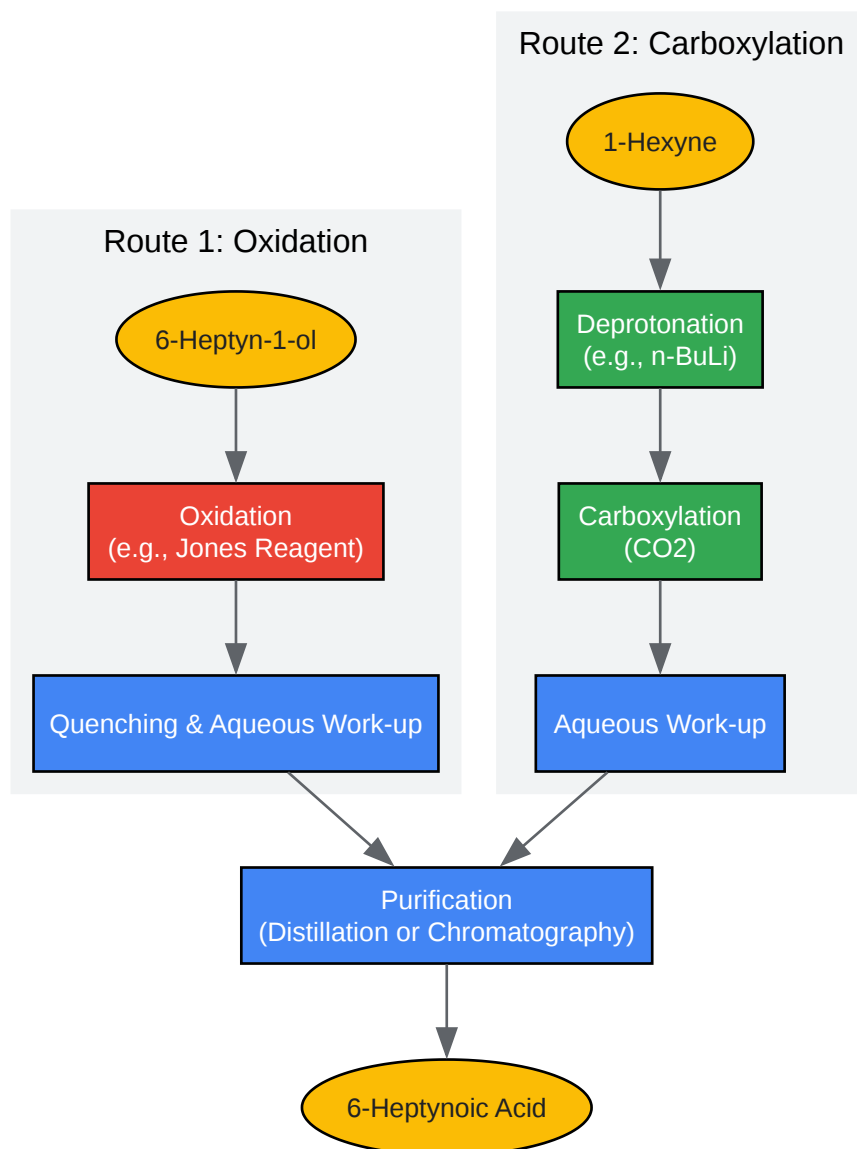 Route 2: Carboxylation
1-Hexyne
Deprotonation
(e.g., n-BuLi)
Carboxylation
(CO2)
Aqueous Work-up
Route 1: Oxidation
6-Heptyn-1-ol
Oxidation
(e.g., Jones Reagent)
Quenching & Aqueous Work-up
Purification
(Distillation or Chromatography)
6-Heptynoic Acid